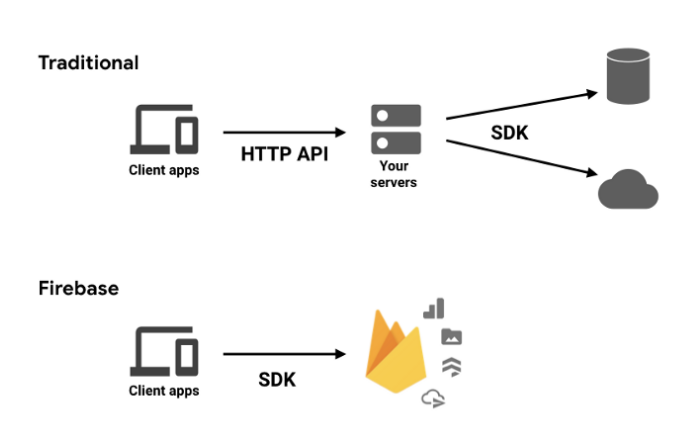 Traditional
Client apps
HTTP API
Your
servers
SDK
Firebase
Client apps
SDK